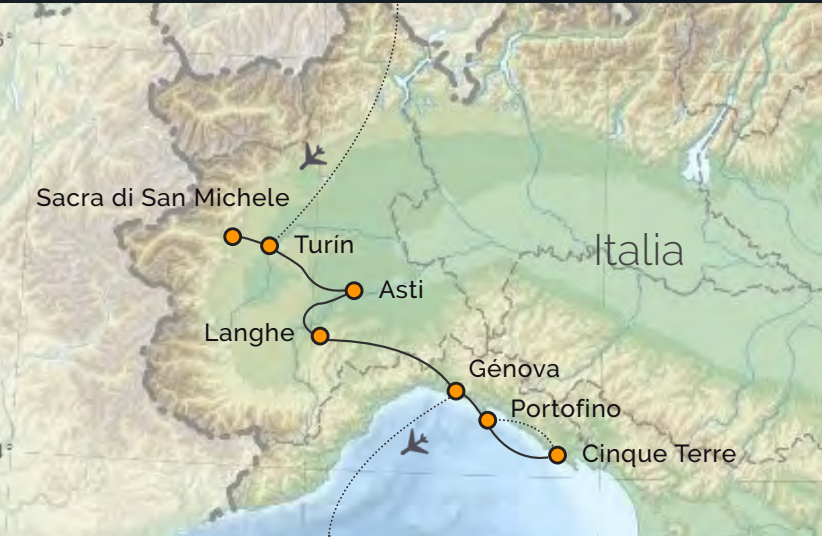 Sacra di San Michele
Turín
Italia
Asti
Langhe
Génova
Portofino
Cinque Terre